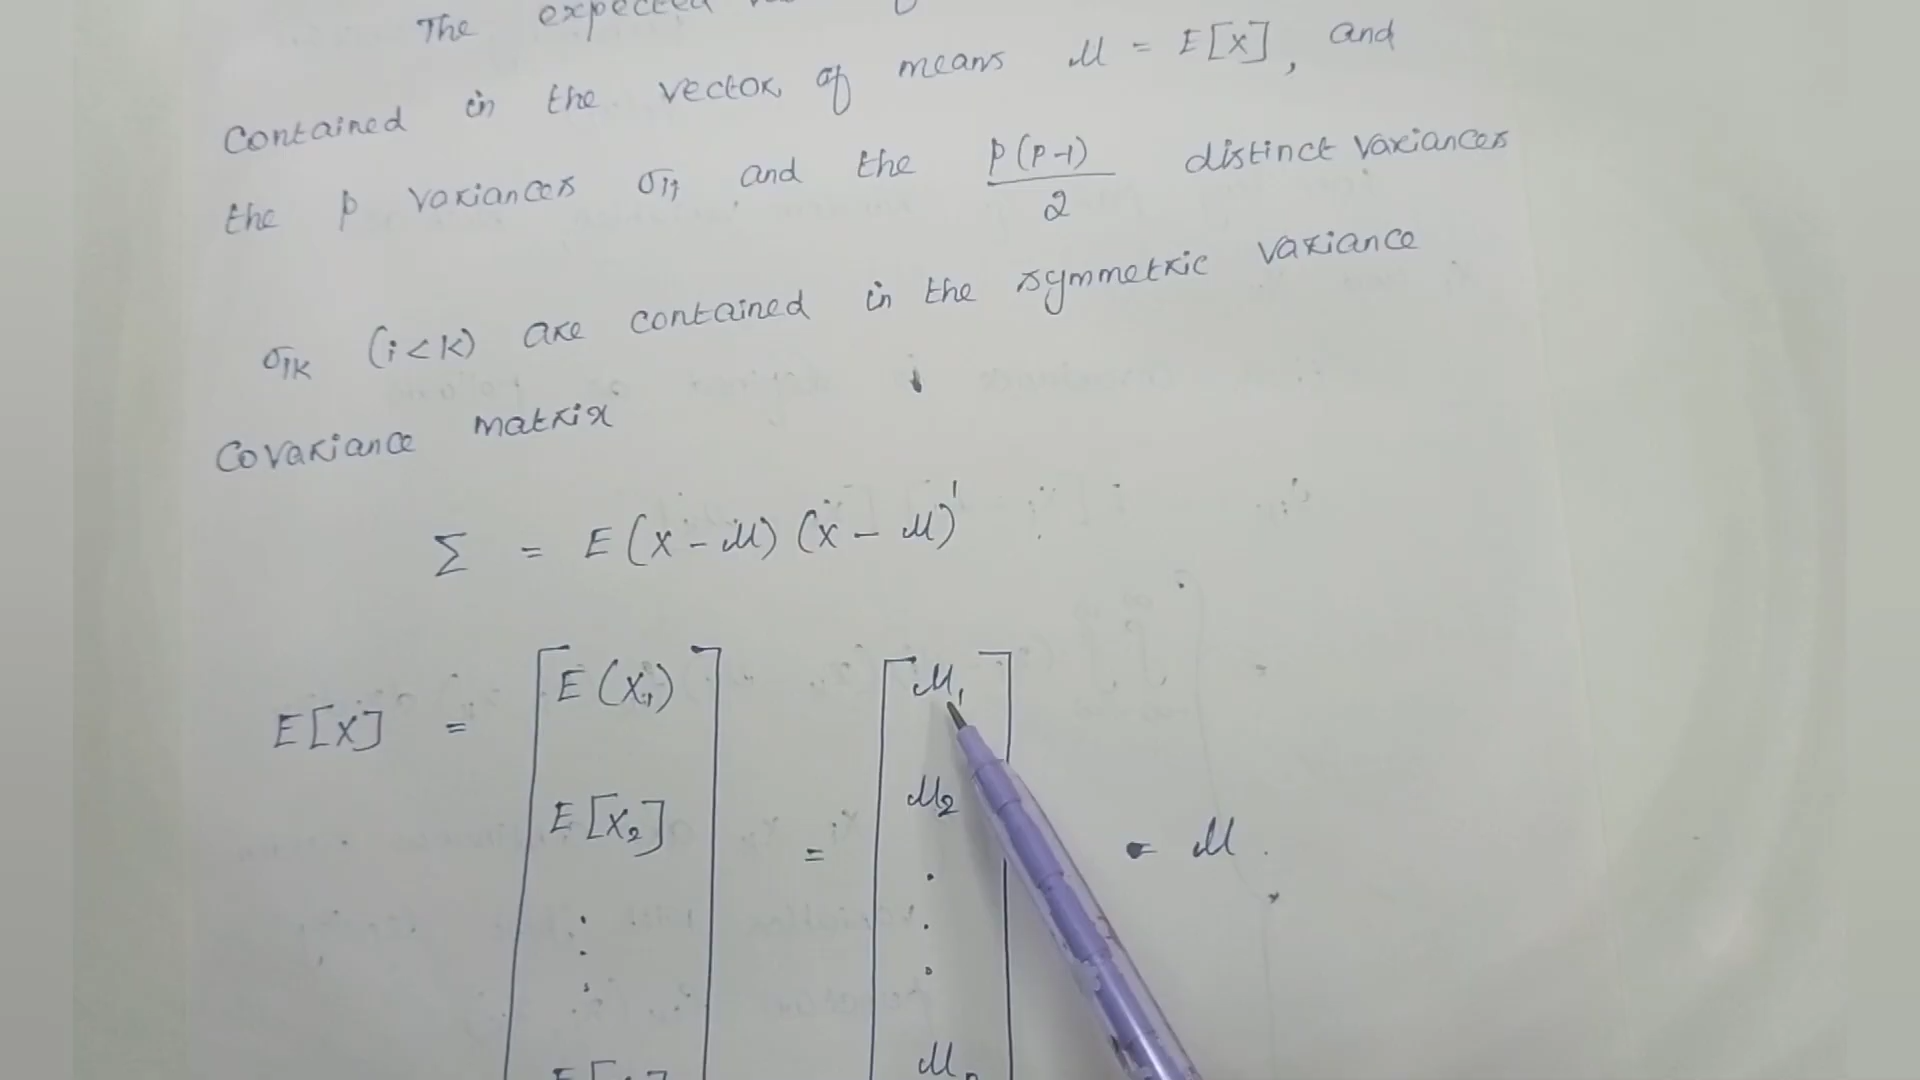 The expected
contained in the vector of means μ = E[X], and
the p variances σii and the p(p-1)/2 distinct variances
σik (i<k) are contained in the symmetric variance
covariance matrix
Σ = E(X-μ)(X-μ)'
E[X] = [E(X1) E[X2] ⋮ = [μ1 μ2 ⋮ = μ.